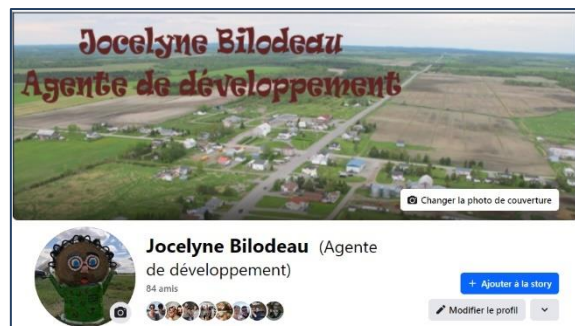 Jocelyne Bilodeau
Agente de développement
Changer la photo de couverture
Jocelyne Bilodeau (Agente
de développement)
84 amis
+ Ajouter à la story
Modifier le profil